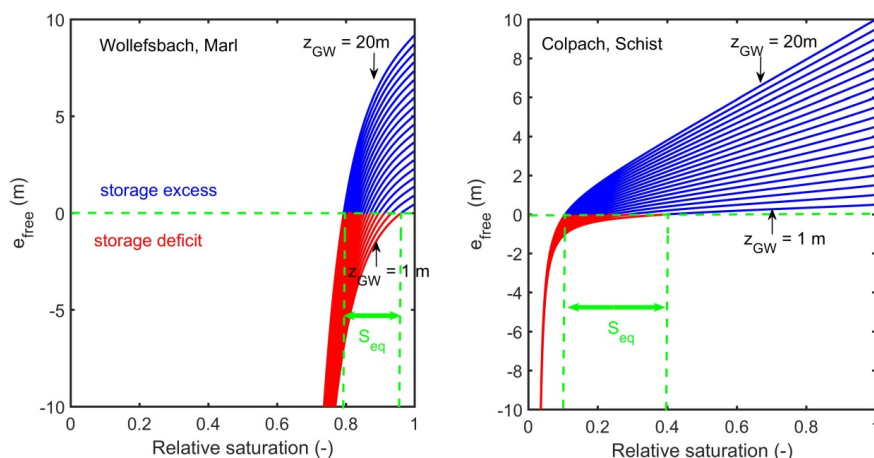 Wollefsbach, Marl
z_GW = 20m
storage excess
storage deficit
z_GW = 1 m
S_eq
e_free (m)
10
5
0
-5
-10
0
0.2
0.4
0.6
0.8
1
Relative saturation (-)
Colpach, Schist
z_GW = 20m
z_GW = 1 m
S_eq
e_free (m)
10
8
6
4
2
0
-2
-4
-6
-8
-10
0
0.2
0.4
0.6
0.8
1
Relative saturation (-)